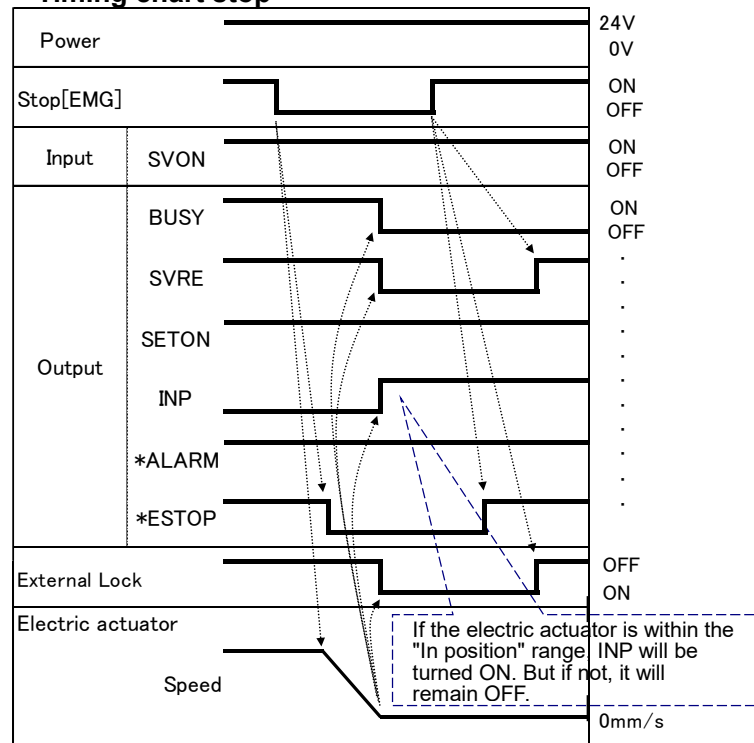 Timing chart stop
Power
24V
0V
Stop[EMG]
ON
OFF
Input
SVON
ON
OFF
Output
BUSY
ON
OFF
SVRE
SETON
INP
*ALARM
*ESTOP
External Lock
OFF
ON
Electric actuator
Speed
If the electric actuator is within the
"In position" range, INP will be
turned ON. But if not, it will
remain OFF.
0mm/s